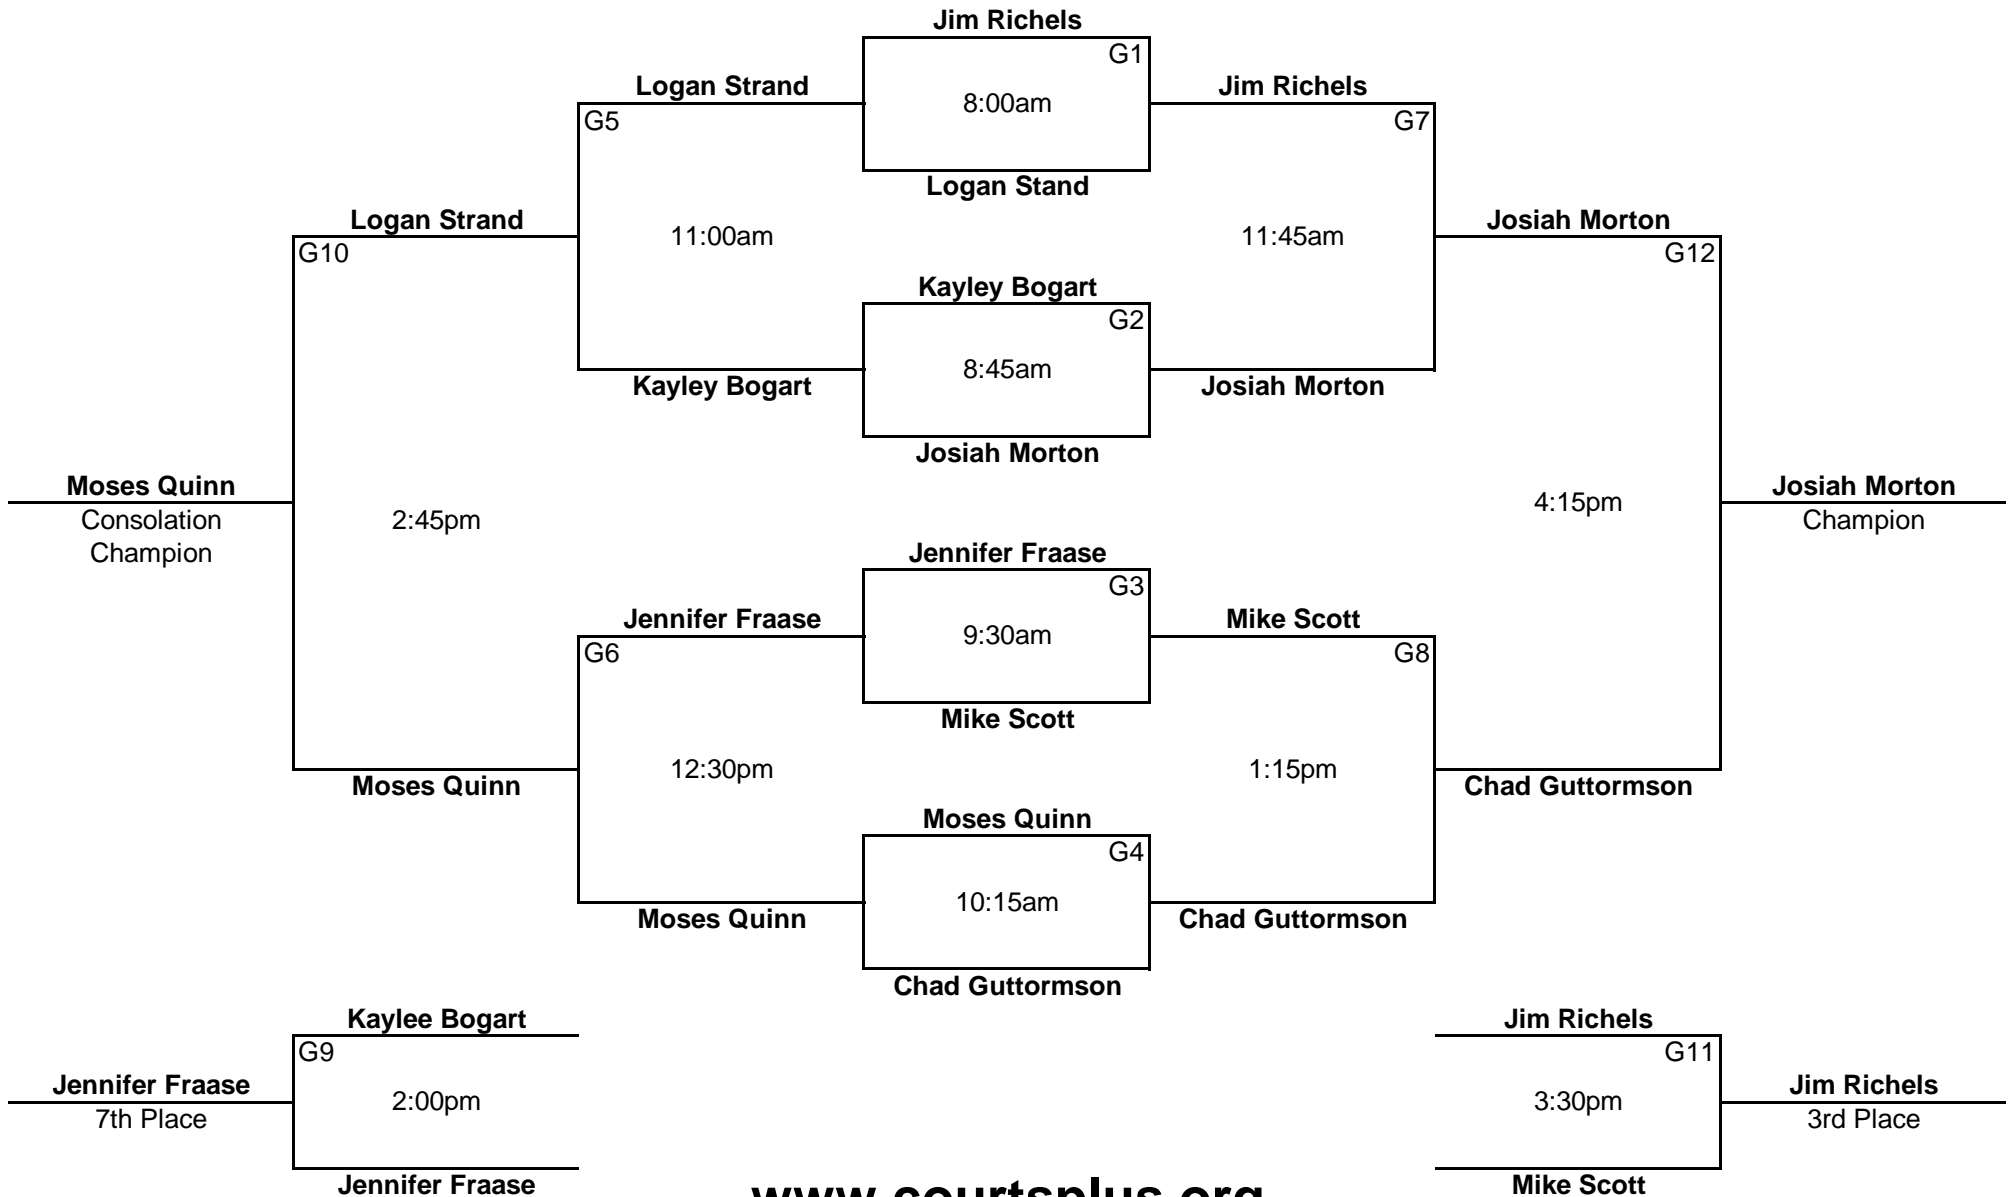 Jim Richels
G1
Logan Strand
8:00am
Jim Richels
G5
G7
Logan Stand
Logan Strand
11:00am
11:45am
Josiah Morton
G10
G12
Kayley Bogart
G2
8:45am
Kayley Bogart
Josiah Morton
Josiah Morton
Moses Quinn
Consolation
Champion
2:45pm
4:15pm
Josiah Morton
Champion
Jennifer Fraase
G3
Jennifer Fraase
9:30am
Mike Scott
G6
G8
Mike Scott
12:30pm
1:15pm
Moses Quinn
Chad Guttormson
Moses Quinn
G4
10:15am
Moses Quinn
Chad Guttormson
Chad Guttormson
Kaylee Bogart
Jim Richels
G9
G11
Jennifer Fraase
7th Place
2:00pm
3:30pm
Jim Richels
3rd Place
Jennifer Fraase
www.courtsplus.org
Mike Scott